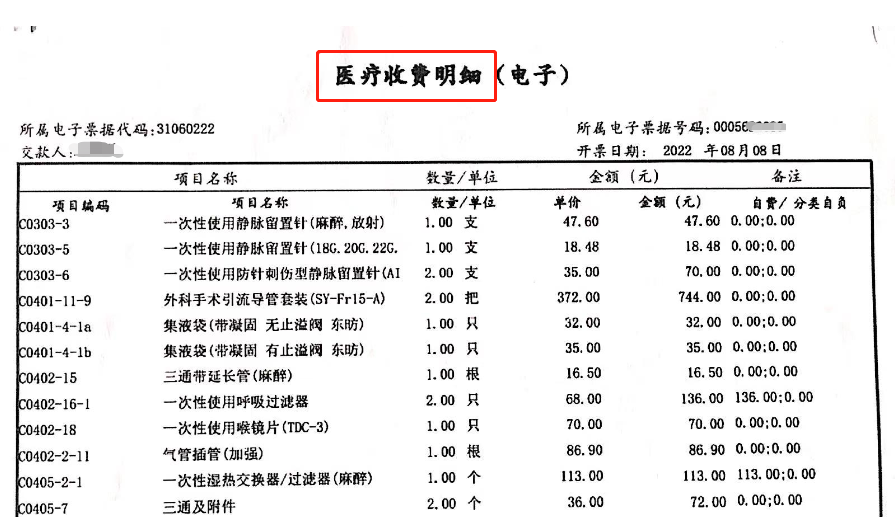 医疗收费明细（电子）
所属电子票据代码:31060222 所属电子票据号码:00056
交款人: 开票日期: 2022 年08月08日
项目名称 数量/单位 金额（元） 备注
项目编码 项目名称 数量/单位 单价 金额（元） 自费/分类自负
C0303-3 一次性使用静脉留置针(麻醉,放射) 1.00 支 47.60 47.60 0.00;0.00
C0303-5 一次性使用静脉留置针(18G.20G.22G. 1.00 支 18.48 18.48 0.00;0.00
C0303-6 一次性使用防针刺伤型静脉留置针(AI 2.00 支 35.00 70.00 0.00;0.00
C0401-11-9 外科手术引流导管套装(SY-Fr15-A) 2.00 把 372.00 744.00 0.00;0.00
C0401-4-1a 集液袋(带凝固 无止溢阀 东昉) 1.00 只 32.00 32.00 0.00;0.00
C0401-4-1b 集液袋(带凝固 有止溢阀 东昉) 1.00 只 35.00 35.00 0.00;0.00
C0402-15 三通带延长管(麻醉) 1.00 根 16.50 16.50 0.00;0.00
C0402-16-1 一次性使用呼吸过滤器 2.00 只 68.00 136.00 136.00;0.00
C0402-18 一次性使用喉镜片(TDC-3) 1.00 只 70.00 70.00 0.00;0.00
C0402-2-11 气管插管(加强) 1.00 根 86.90 86.90 0.00;0.00
C0405-2-1 一次性湿热交换器/过滤器(麻醉) 1.00 个 113.00 113.00 113.00;0.00
C0405-7 三通及附件 2.00 个 36.00 72.00 0.00;0.00